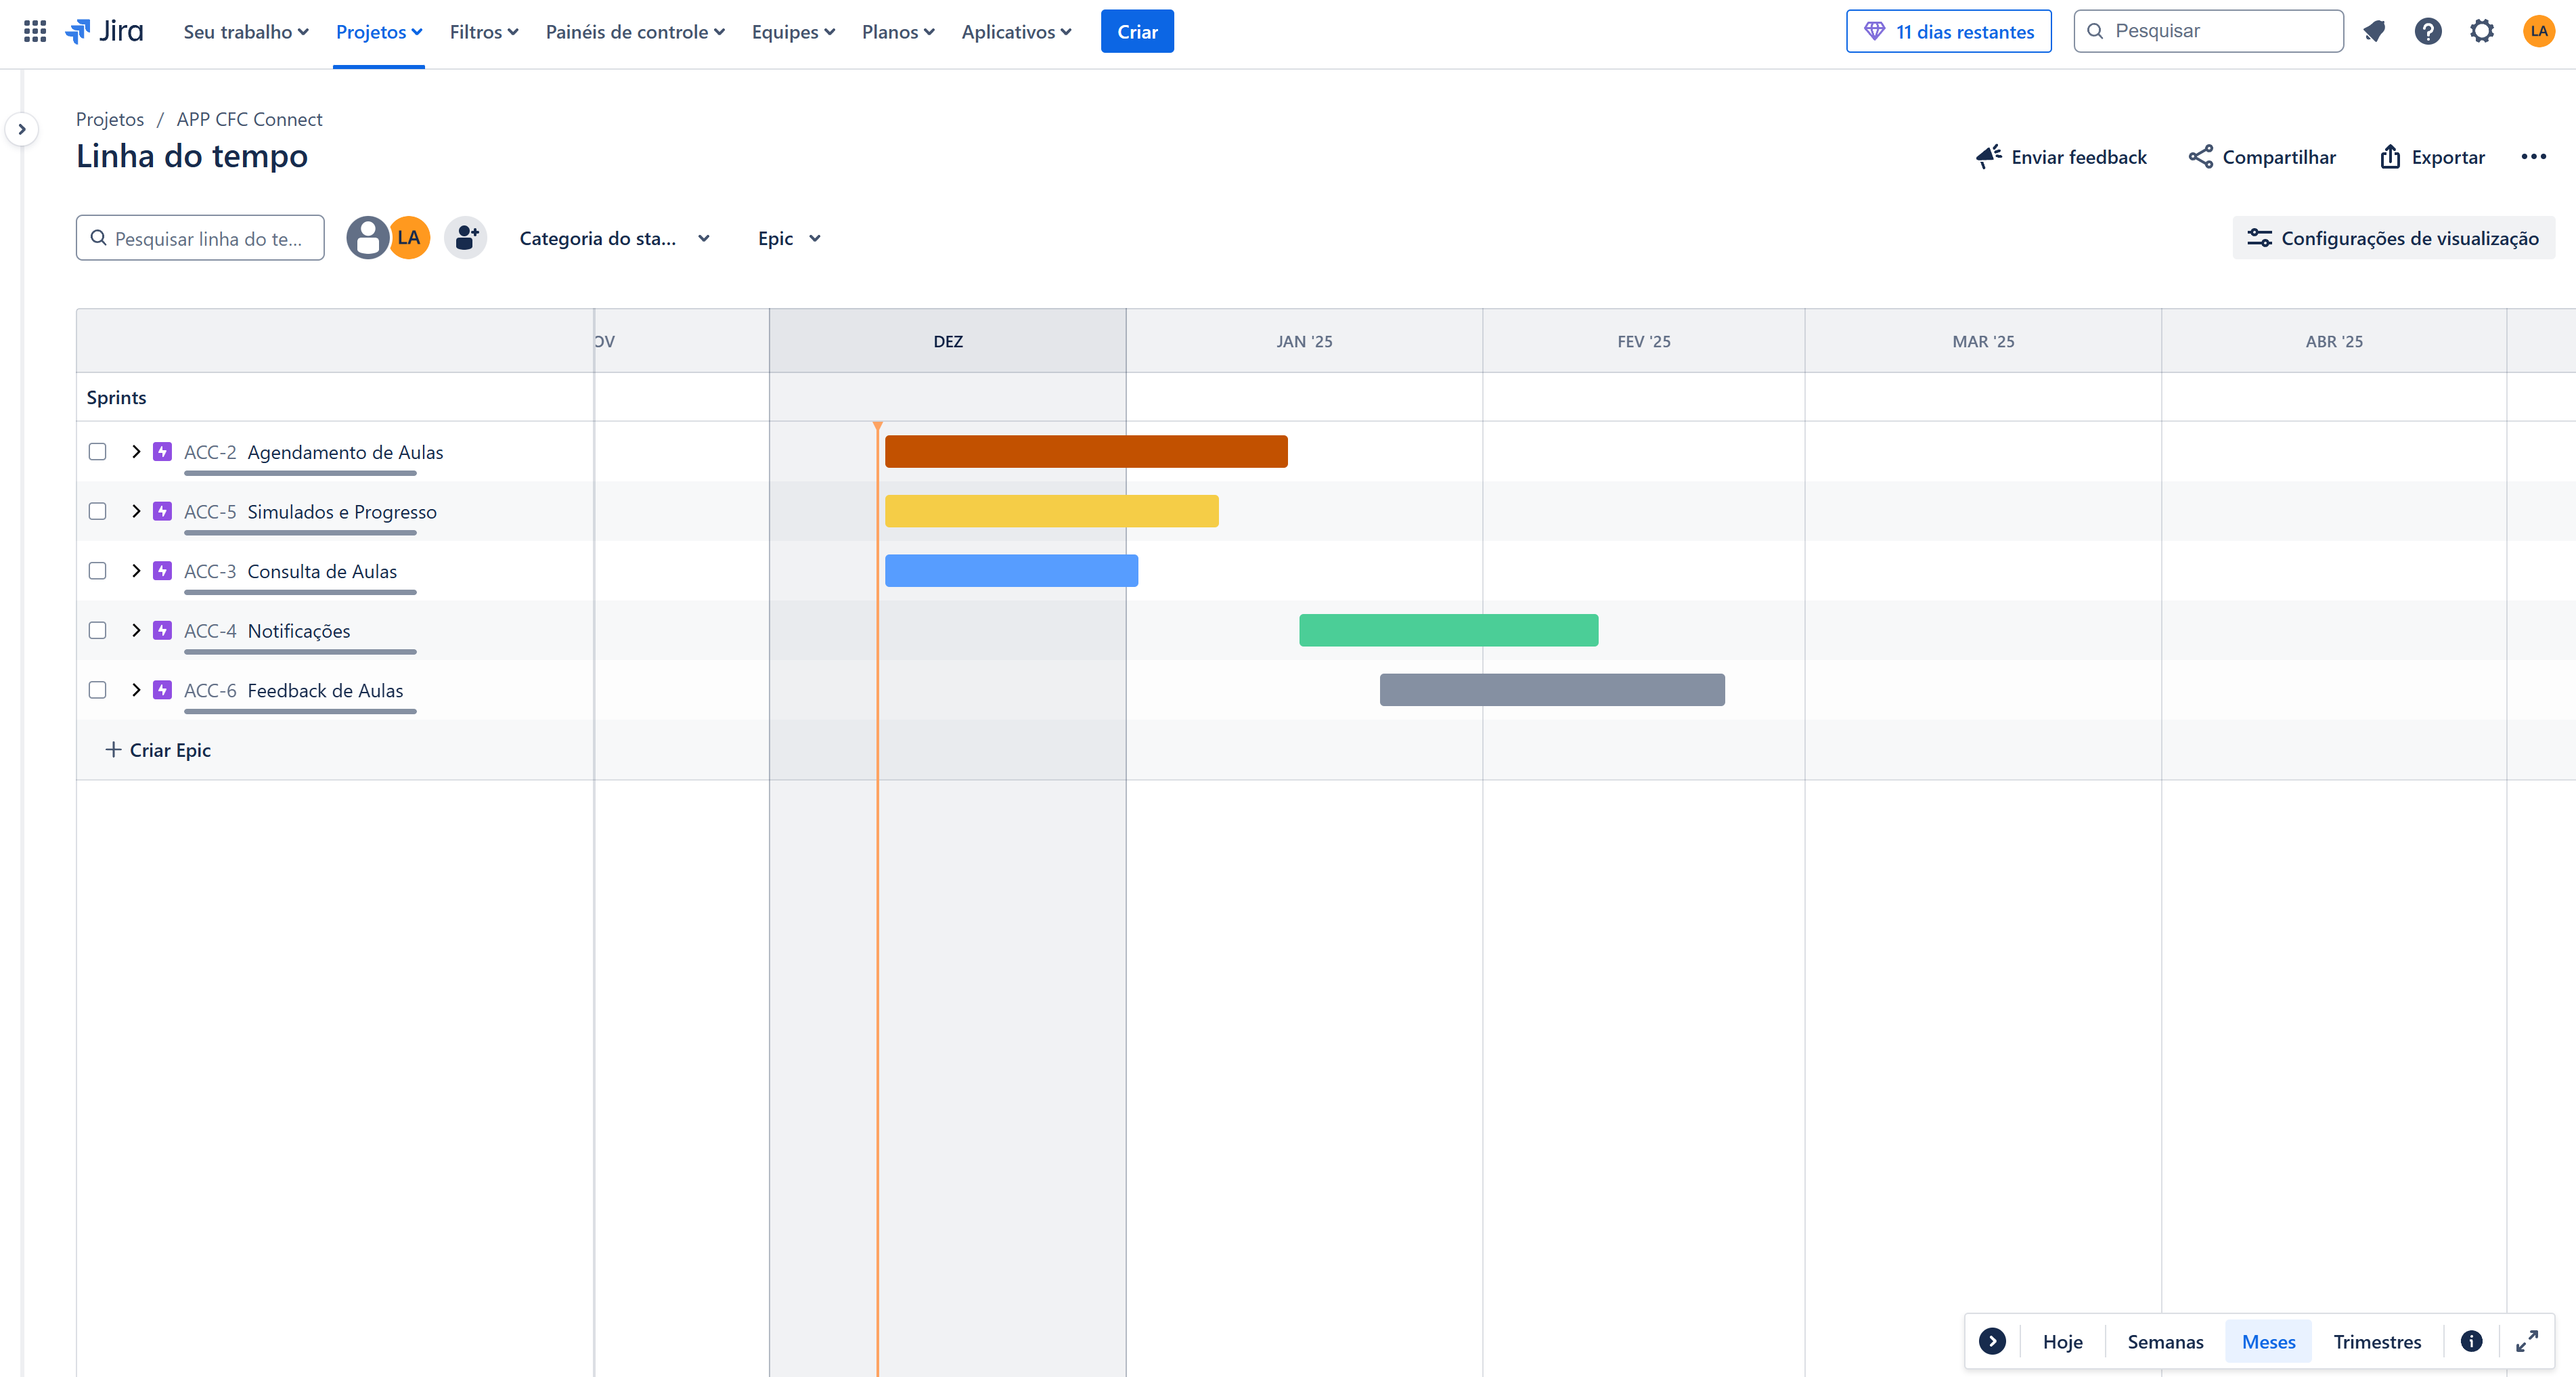 Jira Seu trabalho Projetos Filtros Painéis de controle Equipes Planos Aplicativos Criar 11 dias restantes Pesquisar LA
Projetos / APP CFC Connect
Linha do tempo
Enviar feedback Compartilhar Exportar
Pesquisar linha do te... LA Categoria do sta... Epic Configurações de visualização
OV DEZ JAN '25 FEV '25 MAR '25 ABR '25
Sprints
ACC-2 Agendamento de Aulas
ACC-5 Simulados e Progresso
ACC-3 Consulta de Aulas
ACC-4 Notificações
ACC-6 Feedback de Aulas
+ Criar Epic
Hoje Semanas Meses Trimestres